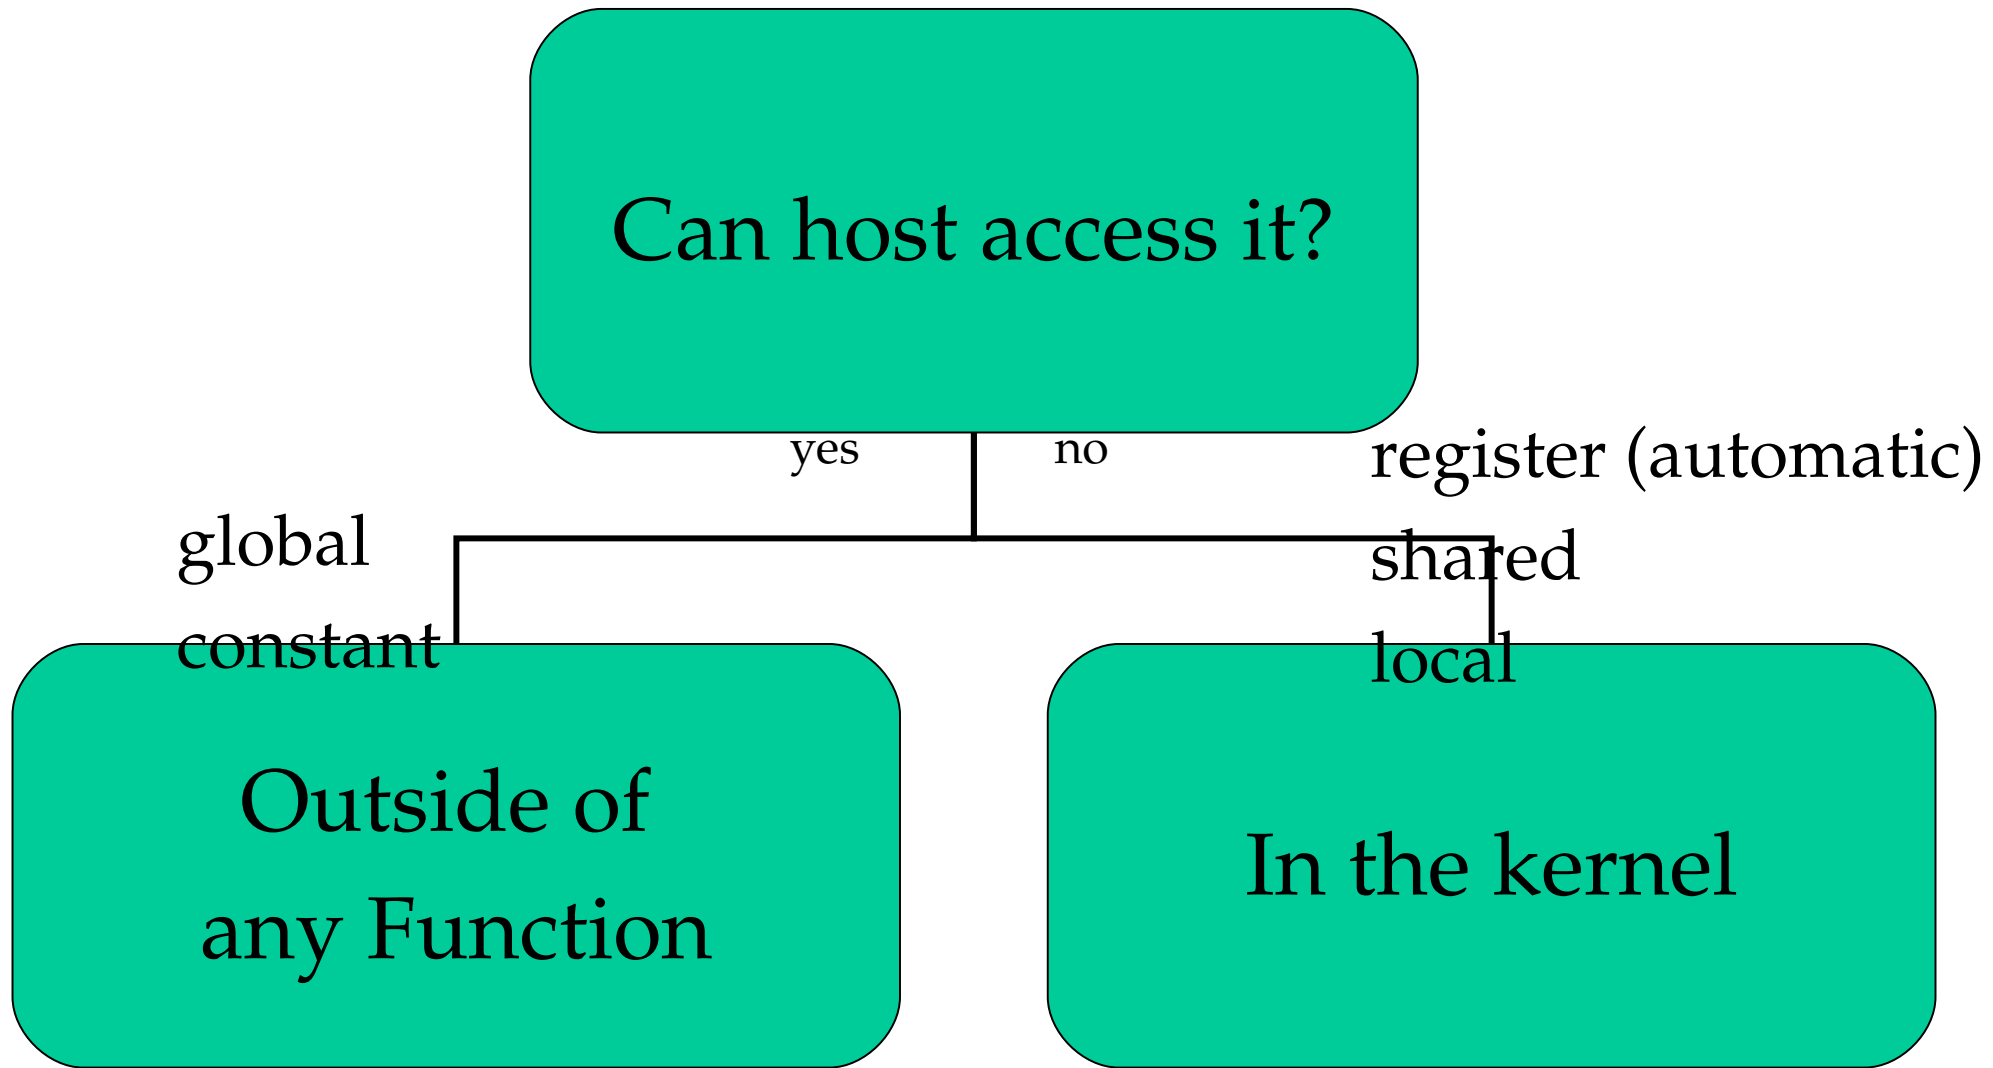 Can host access it?
yes
no
global
constant
register (automatic)
shared
local
Outside of
any Function
In the kernel